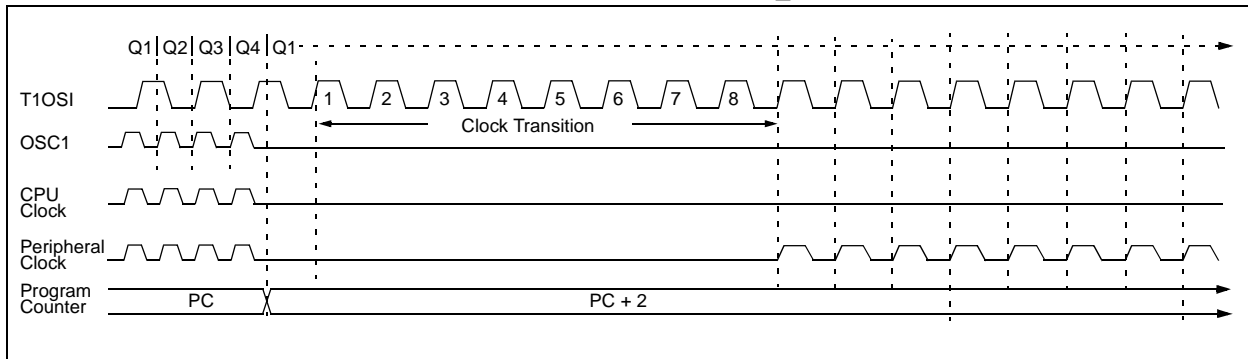 Q1 Q2 Q3 Q4 Q1
T1OSI
1 2 3 4 5 6 7 8
Clock Transition
OSC1
CPU
Clock
Peripheral
Clock
Program
Counter
PC
PC + 2